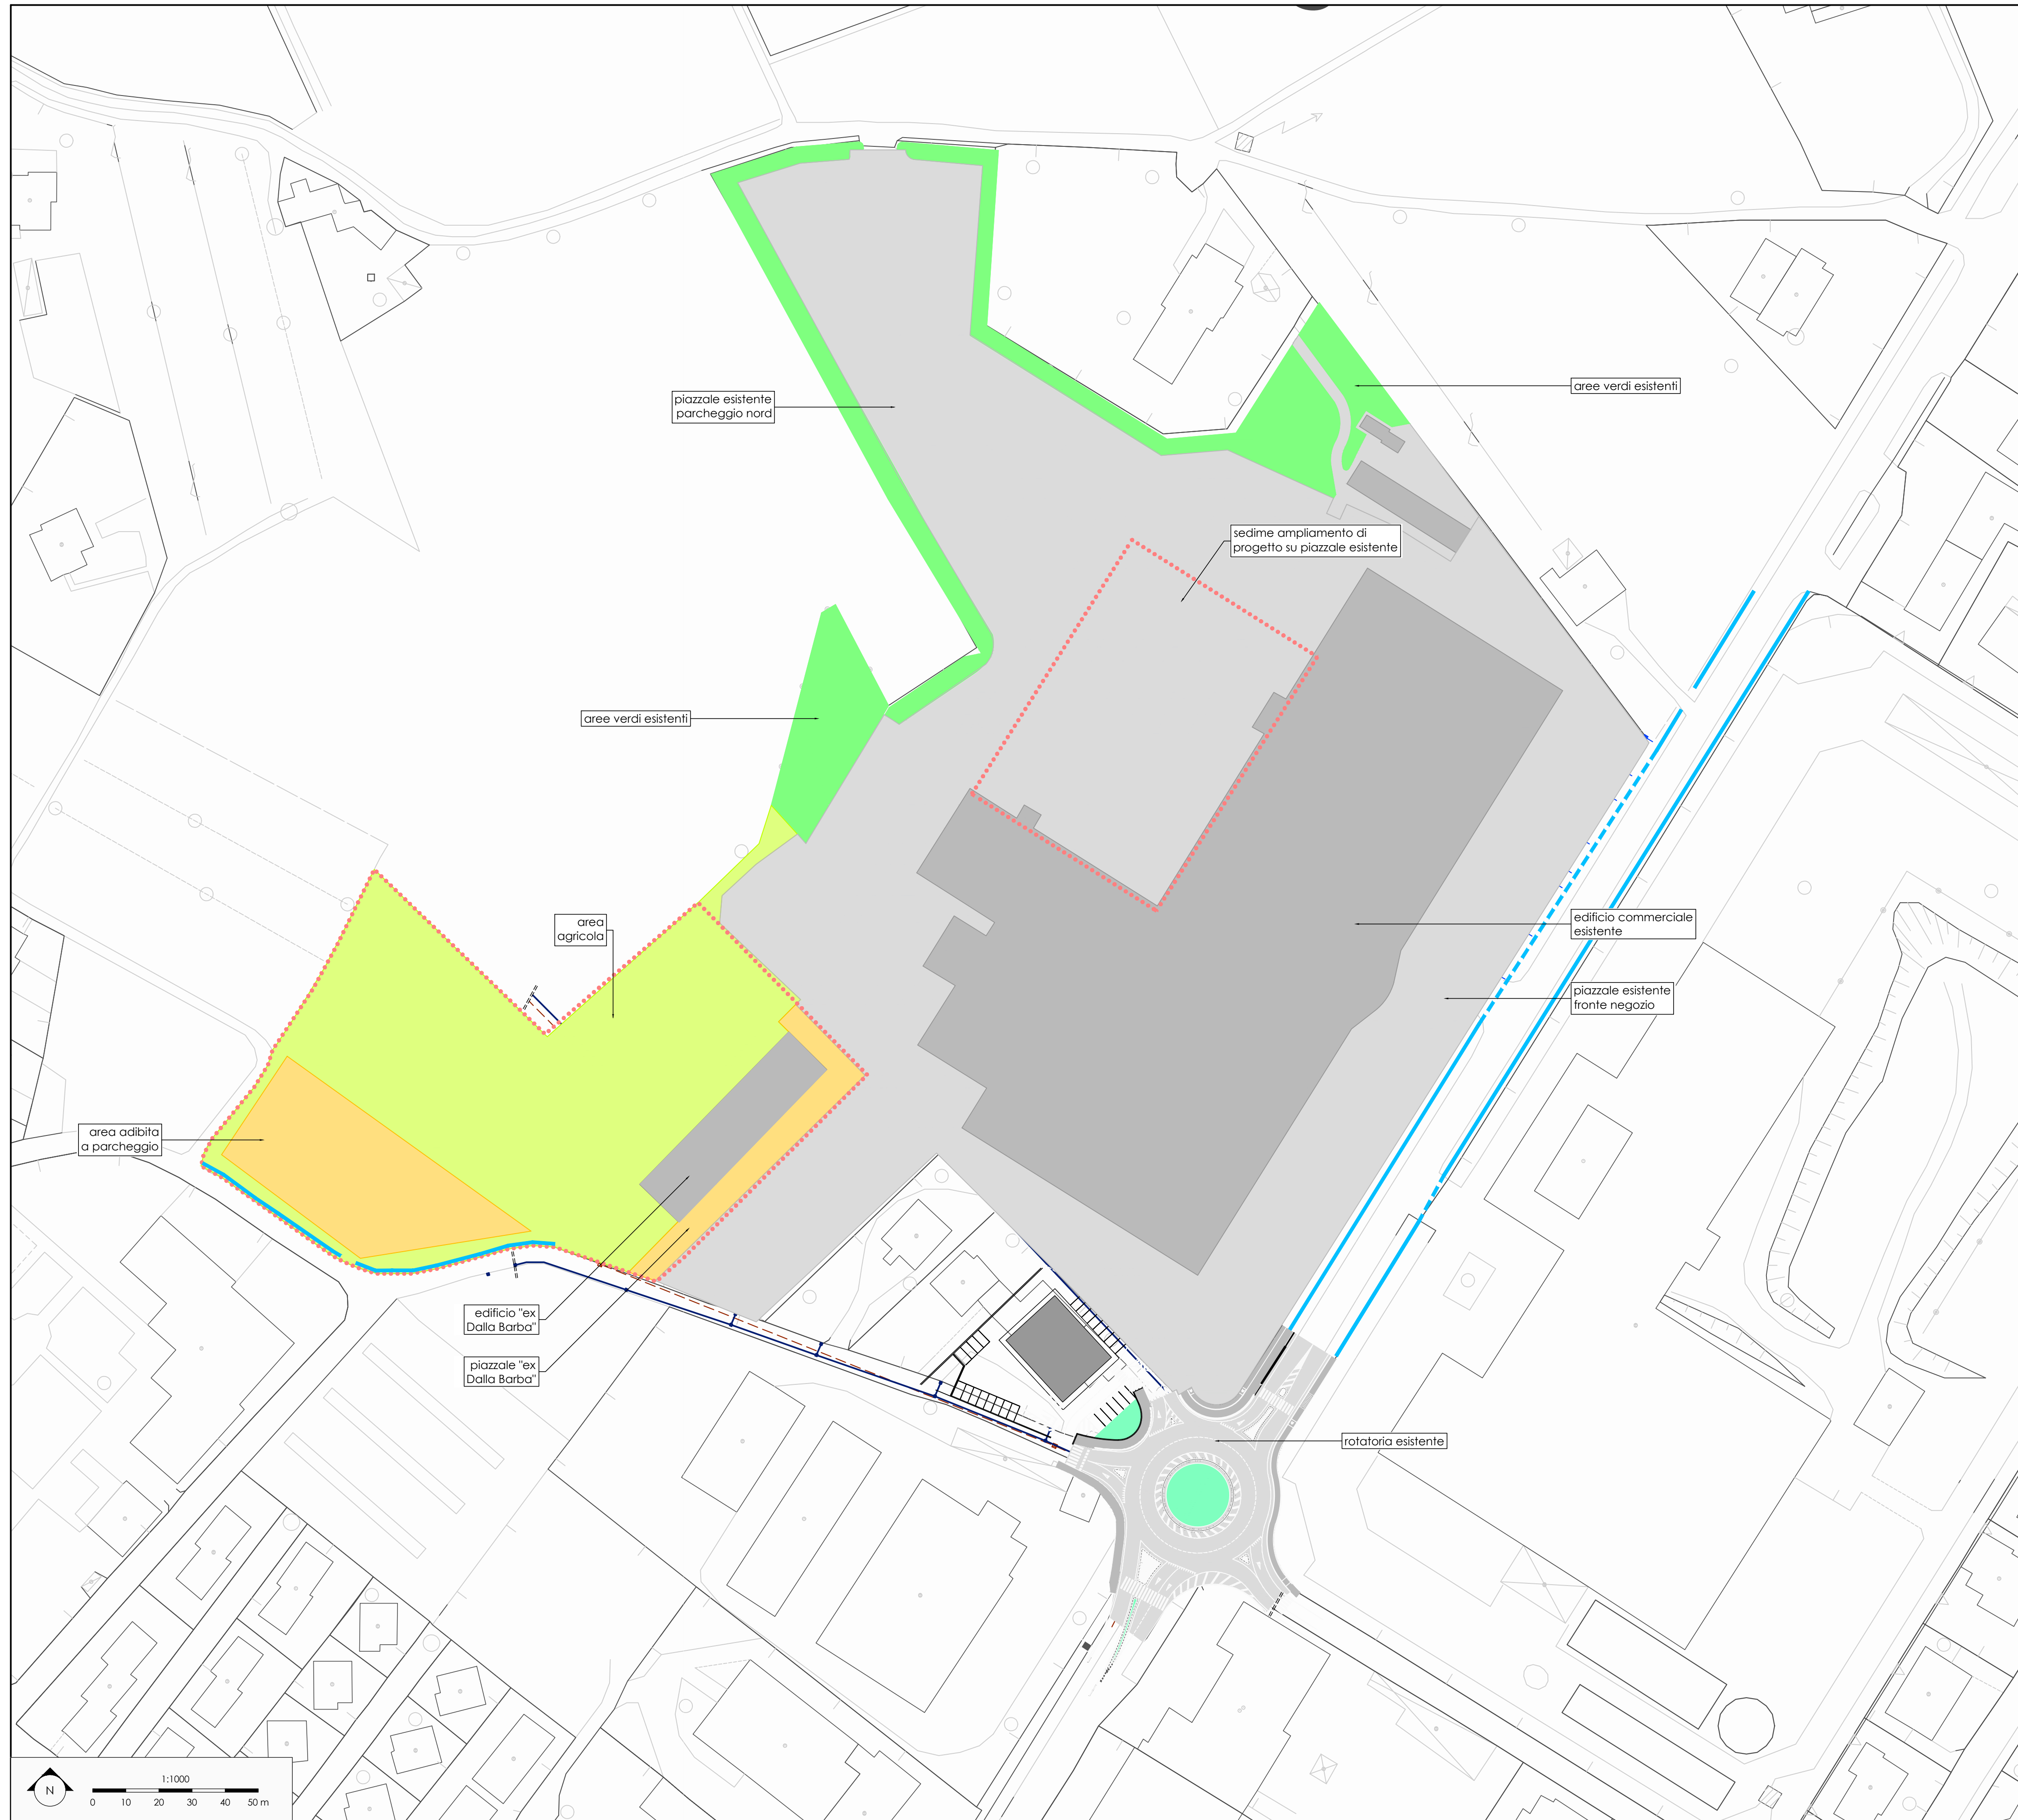 piazzale esistente
parcheggio nord
aree verdi esistenti
sedime ampliamento di
progetto su piazzale esistente
aree verdi esistenti
area
agricola
edificio commerciale
esistente
piazzale esistente
fronte negozio
area adibita
a parcheggio
edificio "ex
Dalla Barba"
piazzale "ex
Dalla Barba"
rotatoria esistente
N
1:1000
0 10 20 30 40 50 m